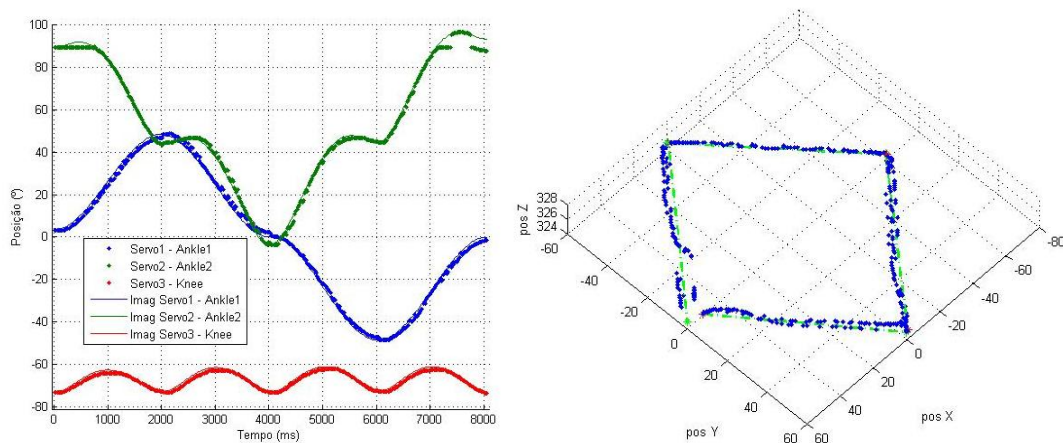 100
80
60
40
20
0
-20
-40
-60
-80
Posição (º)
Servo1 - Ankle1
Servo2 - Ankle2
Servo3 - Knee
Imag Servo1 - Ankle1
Imag Servo2 - Ankle2
Imag Servo3 - Knee
0 1000 2000 3000 4000 5000 6000 7000 8000
Tempo (ms)
pos Z
328
326
324
-60
-40
-20
0
20
40
60
pos Y
-80
-60
-40
-20
0
20
40
60
pos X